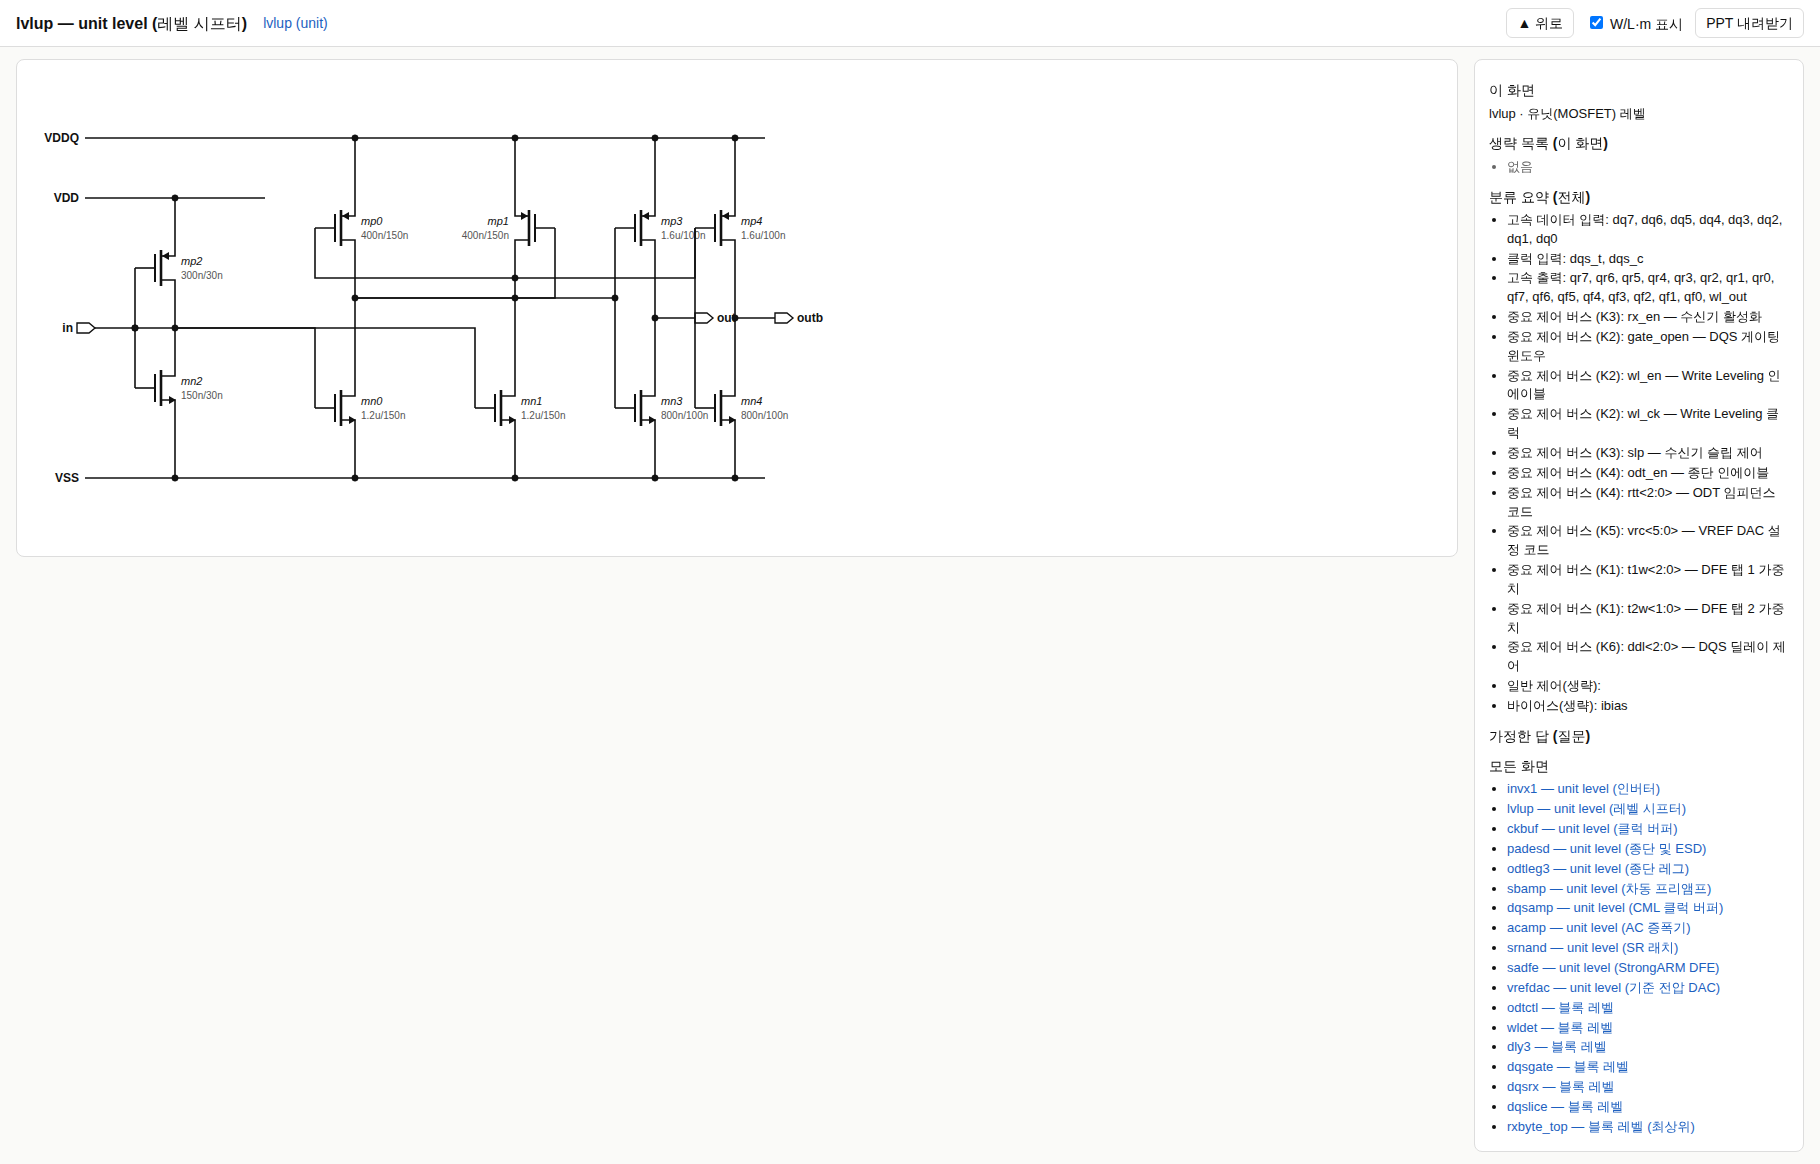 lvlup — unit level (레벨 시프터)
lvlup (unit)
▲ 위로
W/L·m 표시
PPT 내려받기
VDDQ
VDD
mp0
400n/150n
mp1
400n/150n
mp3
1.6u/100n
mp4
1.6u/100n
mp2
300n/30n
in
out
outb
mn2
150n/30n
mn0
1.2u/150n
mn1
1.2u/150n
mn3
800n/100n
mn4
800n/100n
VSS
이 화면
lvlup · 유닛(MOSFET) 레벨
생략 목록 (이 화면)
없음
분류 요약 (전체)
고속 데이터 입력: dq7, dq6, dq5, dq4, dq3, dq2,
dq1, dq0
클럭 입력: dqs_t, dqs_c
고속 출력: qr7, qr6, qr5, qr4, qr3, qr2, qr1, qr0,
qf7, qf6, qf5, qf4, qf3, qf2, qf1, qf0, wl_out
중요 제어 버스 (K3): rx_en — 수신기 활성화
중요 제어 버스 (K2): gate_open — DQS 게이팅
윈도우
중요 제어 버스 (K2): wl_en — Write Leveling 인
에이블
중요 제어 버스 (K2): wl_ck — Write Leveling 클
럭
중요 제어 버스 (K3): slp — 수신기 슬립 제어
중요 제어 버스 (K4): odt_en — 종단 인에이블
중요 제어 버스 (K4): rtt<2:0> — ODT 임피던스
코드
중요 제어 버스 (K5): vrc<5:0> — VREF DAC 설
정 코드
중요 제어 버스 (K1): t1w<2:0> — DFE 탭 1 가중
치
중요 제어 버스 (K1): t2w<1:0> — DFE 탭 2 가중
치
중요 제어 버스 (K6): ddl<2:0> — DQS 딜레이 제
어
일반 제어(생략):
바이어스(생략): ibias
가정한 답 (질문)
모든 화면
invx1 — unit level (인버터)
lvlup — unit level (레벨 시프터)
ckbuf — unit level (클럭 버퍼)
padesd — unit level (종단 및 ESD)
odtleg3 — unit level (종단 레그)
sbamp — unit level (차동 프리앰프)
dqsamp — unit level (CML 클럭 버퍼)
acamp — unit level (AC 증폭기)
srnand — unit level (SR 래치)
sadfe — unit level (StrongARM DFE)
vrefdac — unit level (기준 전압 DAC)
odtctl — 블록 레벨
wldet — 블록 레벨
dly3 — 블록 레벨
dqsgate — 블록 레벨
dqsrx — 블록 레벨
dqslice — 블록 레벨
rxbyte_top — 블록 레벨 (최상위)